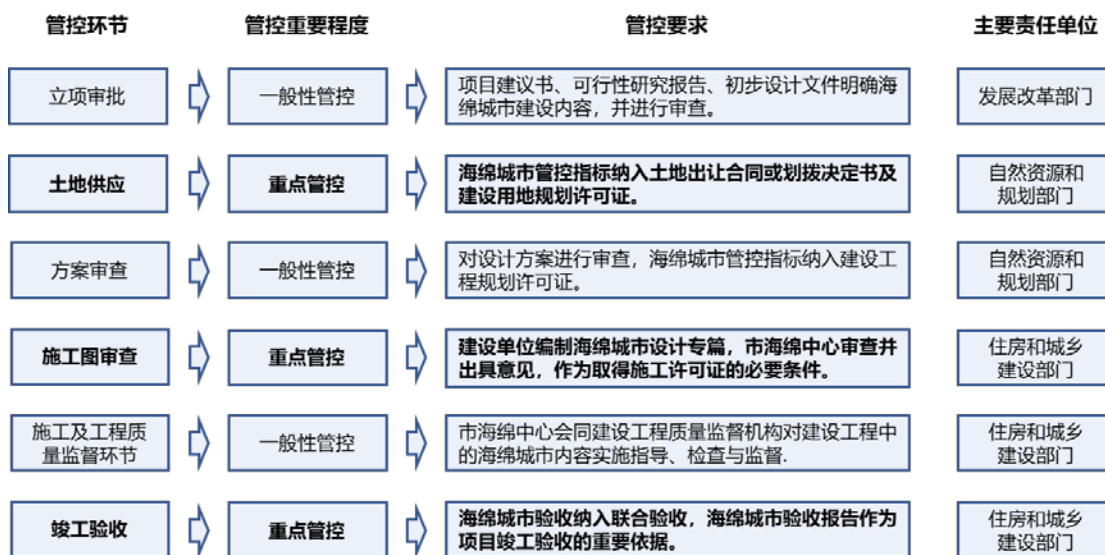 管控环节 管控重要程度 管控要求 主要责任单位
立项审批 一般性管控 项目建议书、可行性研究报告、初步设计文件明确海
绵城市建设内容，并进行审查。 发展改革部门
土地供应 重点管控 海绵城市管控指标纳入土地出让合同或划拨决定书及
建设用地规划许可证。 自然资源和
规划部门
方案审查 一般性管控 对设计方案进行审查，海绵城市管控指标纳入建设工
程规划许可证。 自然资源和
规划部门
施工图审查 重点管控 建设单位编制海绵城市设计专篇，市海绵中心审查并
出具意见，作为取得施工许可证的必要条件。 住房和城乡
建设部门
施工及工程质
量监督环节 一般性管控 市海绵中心会同建设工程质量监督机构对建设工程中
的海绵城市内容实施指导、检查与监督. 住房和城乡
建设部门
竣工验收 重点管控 海绵城市验收纳入联合验收，海绵城市验收报告作为
项目竣工验收的重要依据。 住房和城乡
建设部门